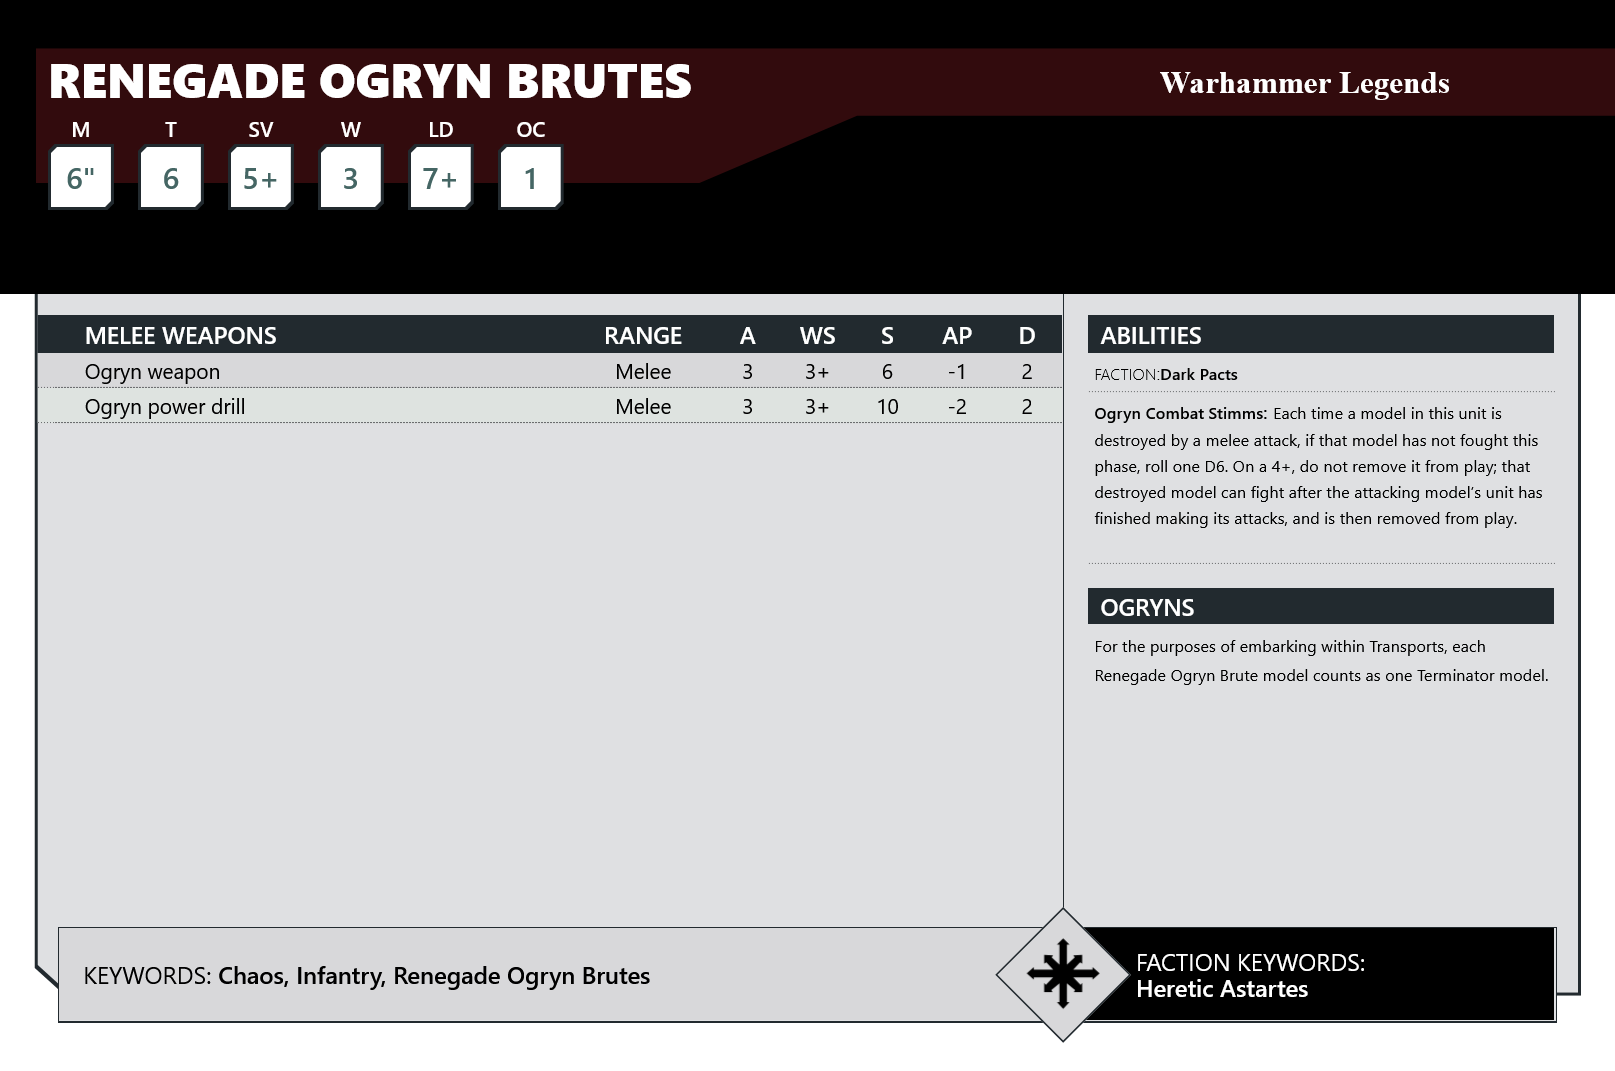 RENEGADE OGRYN BRUTES
Warhammer Legends
M T SV W LD OC
6" 6 5+ 3 7+ 1
MELEE WEAPONS RANGE A WS S AP D
Ogryn weapon Melee 3 3+ 6 -1 2
Ogryn power drill Melee 3 3+ 10 -2 2
ABILITIES
FACTION:Dark Pacts
Ogryn Combat Stimms: Each time a model in this unit is
destroyed by a melee attack, if that model has not fought this
phase, roll one D6. On a 4+, do not remove it from play; that
destroyed model can fight after the attacking model's unit has
finished making its attacks, and is then removed from play.
OGRYNS
For the purposes of embarking within Transports, each
Renegade Ogryn Brute model counts as one Terminator model.
KEYWORDS: Chaos, Infantry, Renegade Ogryn Brutes
FACTION KEYWORDS:
Heretic Astartes